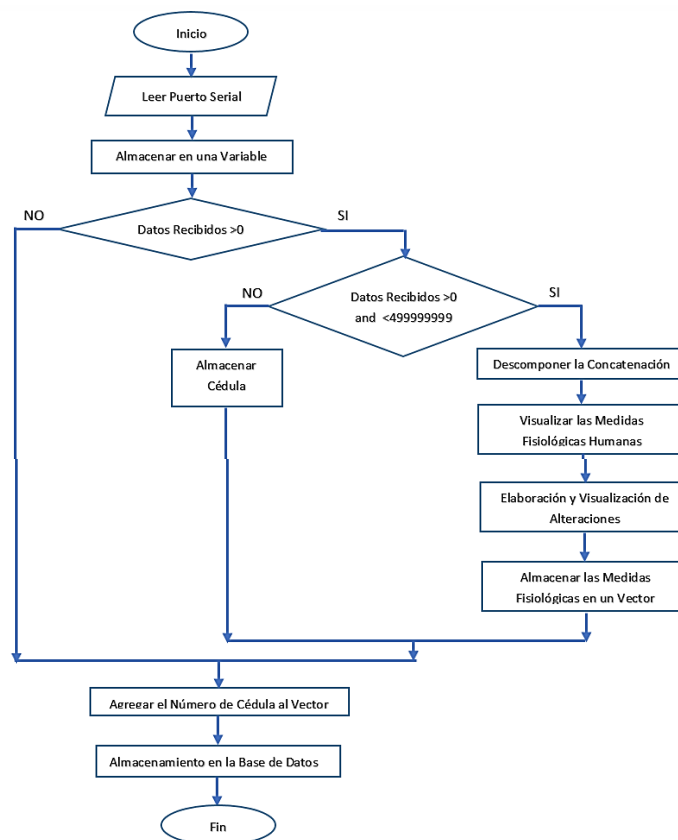 Inicio
Leer Puerto Serial
Almacenar en una Variable
NO
SI
Datos Recibidos >0
NO
SI
Datos Recibidos >0
and <499999999
Almacenar
Cédula
Descomponer la Concatenación
Visualizar las Medidas
Fisiológicas Humanas
Elaboración y Visualización de
Alteraciones
Almacenar las Medidas
Fisiológicas en un Vector
Agregar el Número de Cédula al Vector
Almacenamiento en la Base de Datos
Fin